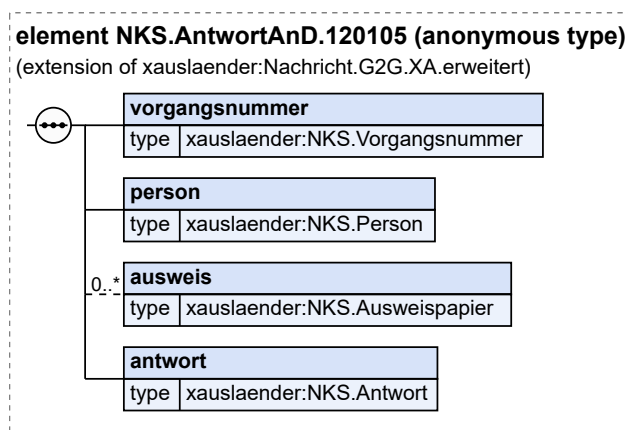 element NKS.AntwortAnD.120105 (anonymous type)
(extension of xauslaender:Nachricht.G2G.XA.erweitert)
vorgangsnummer
type xauslaender:NKS.Vorgangsnummer
person
type xauslaender:NKS.Person
0..* ausweis
type xauslaender:NKS.Ausweispapier
antwort
type xauslaender:NKS.Antwort